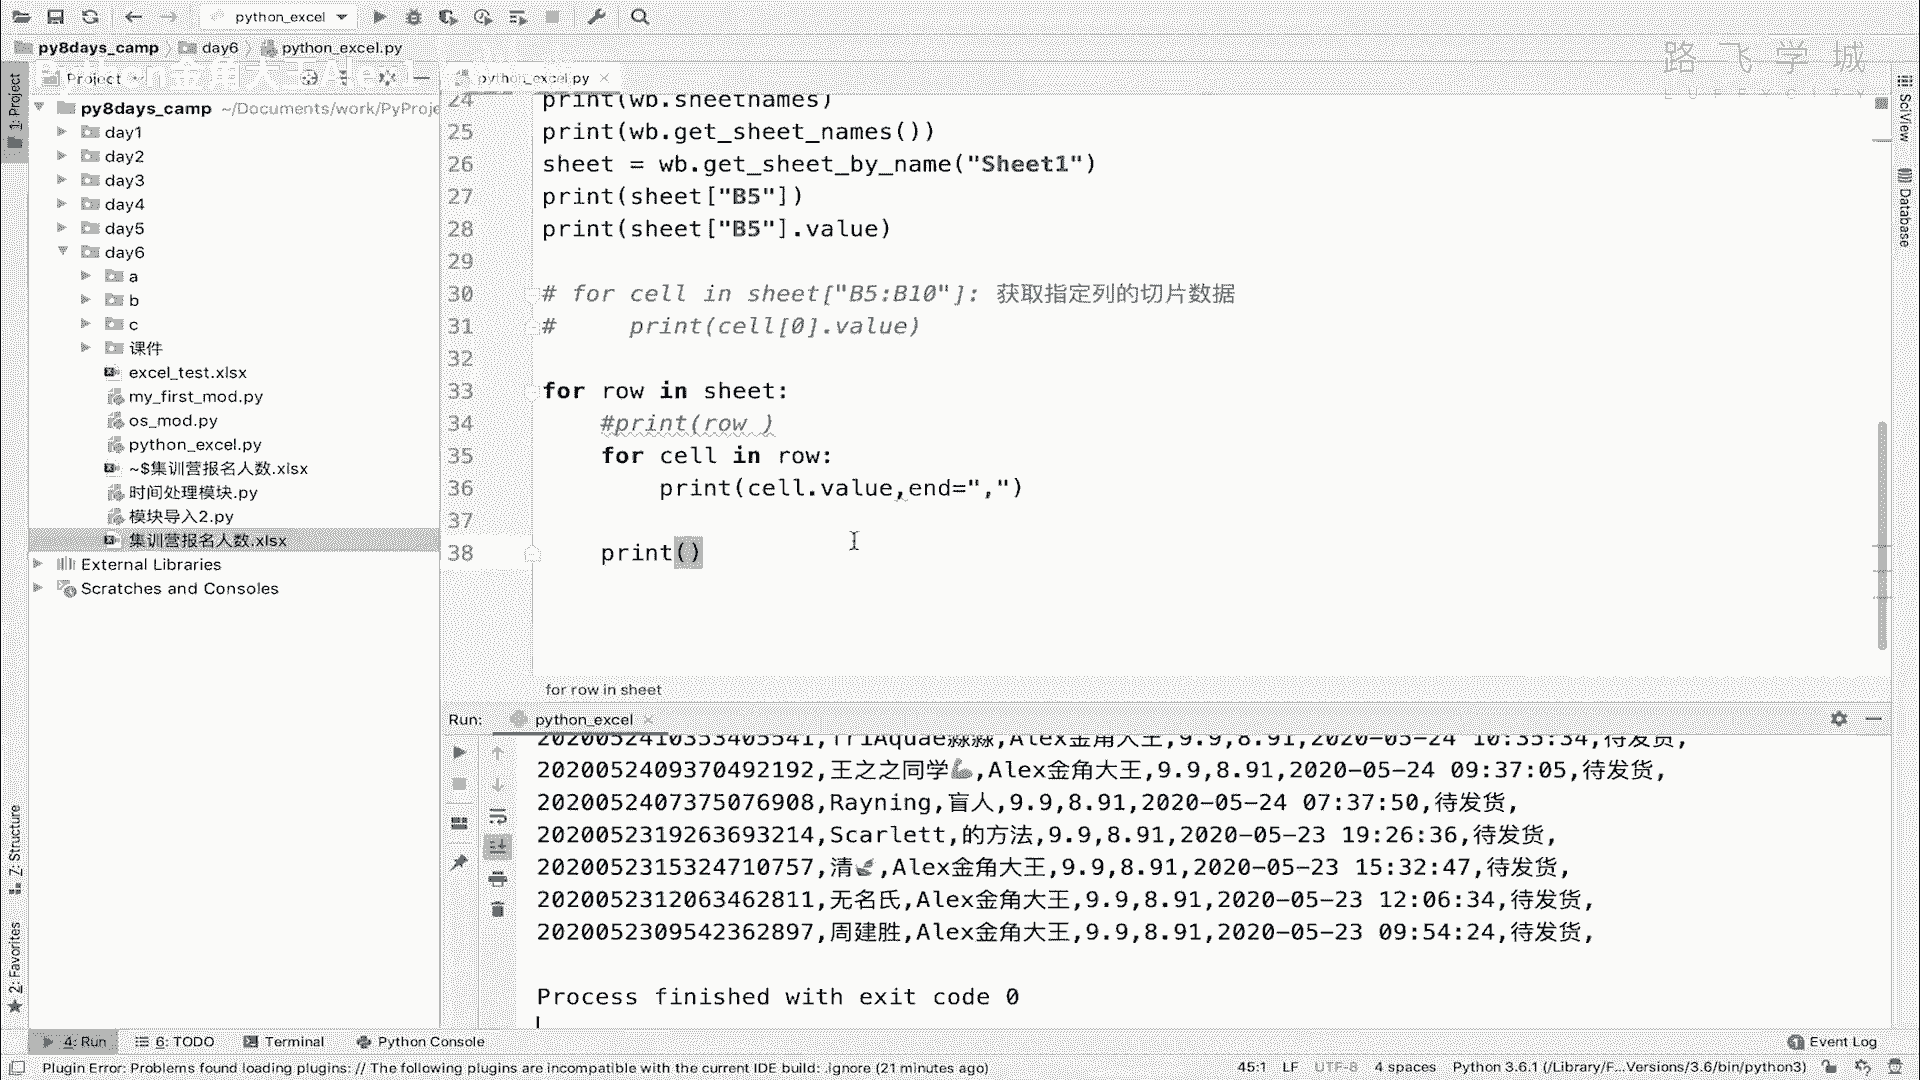 python_excel
py8days_camp
day6
python_excel.py
路飞学城
LUFFYCITY
Python金角大王Alex
Project
python_excel.py
1: Project
SciView
Database
py8days_camp ~/Documents/work/PyProje
day1
day2
day3
day4
day5
day6
a
b
c
课件
excel_test.xlsx
my_first_mod.py
os_mod.py
python_excel.py
~$集训营报名人数.xlsx
时间处理模块.py
模块导入2.py
集训营报名人数.xlsx
External Libraries
Scratches and Consoles
24 print(wb.sheetnames)
25 print(wb.get_sheet_names())
26 sheet = wb.get_sheet_by_name("Sheet1")
27 print(sheet["B5"])
28 print(sheet["B5"].value)
29
30 # for cell in sheet["B5:B10"]: 获取指定列的切片数据
31 #     print(cell[0].value)
32
33 for row in sheet:
34     #print(row )
35     for cell in row:
36         print(cell.value,end=",")
37
38     print()
for row in sheet
Run: python_excel
2020052410353405541,TriAquae淼淼,Alex金角大王,9.9,8.91,2020-05-24 10:35:34,待发货,
2020052409370492192,王之之同学💪,Alex金角大王,9.9,8.91,2020-05-24 09:37:05,待发货,
2020052407375076908,Rayning,盲人,9.9,8.91,2020-05-24 07:37:50,待发货,
2020052319263693214,Scarlett,的方法,9.9,8.91,2020-05-23 19:26:36,待发货,
2020052315324710757,清,Alex金角大王,9.9,8.91,2020-05-23 15:32:47,待发货,
2020052312063462811,无名氏,Alex金角大王,9.9,8.91,2020-05-23 12:06:34,待发货,
2020052309542362897,周建胜,Alex金角大王,9.9,8.91,2020-05-23 09:54:24,待发货,
Process finished with exit code 0
Z: Structure
2: Favorites
4: Run
6: TODO
Terminal
Python Console
1 Event Log
Plugin Error: Problems found loading plugins: // The following plugins are incompatible with the current IDE build: .ignore (21 minutes ago)
45:1 LF UTF-8 4 spaces Python 3.6.1 (/Library/F...Versions/3.6/bin/python3)